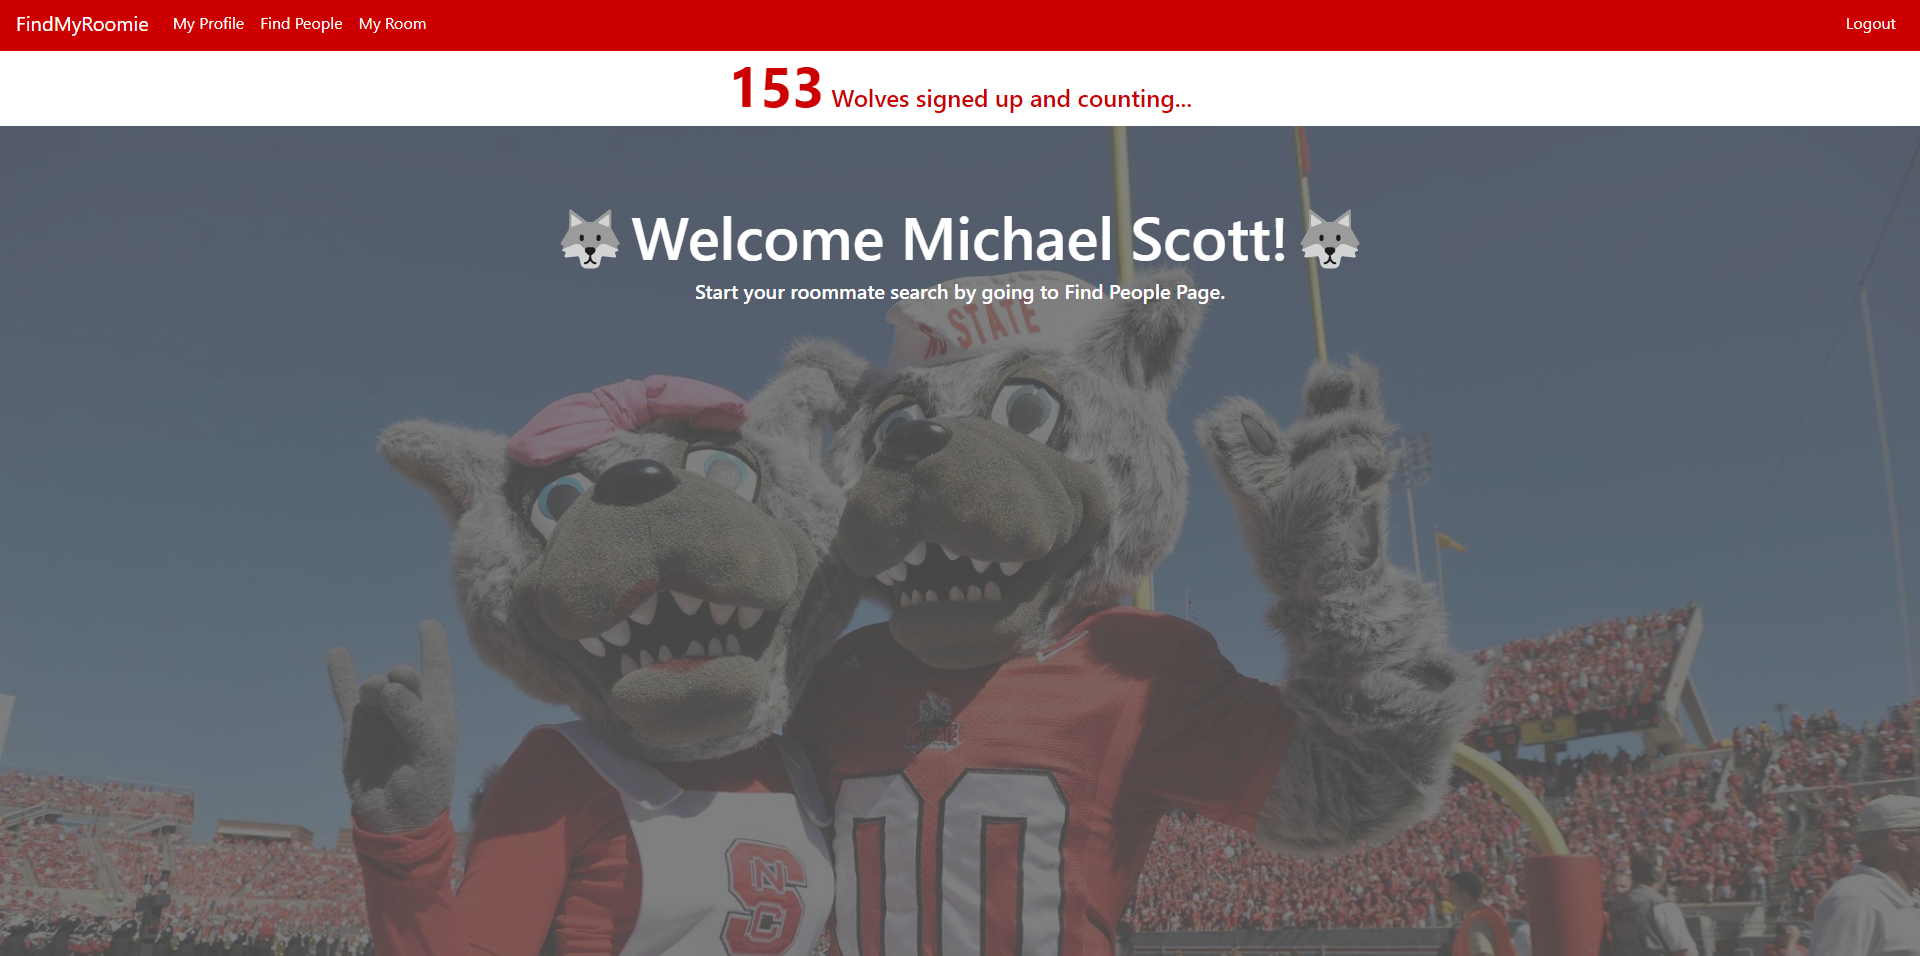 FindMyRoomie My Profile Find People My Room Logout
153 Wolves signed up and counting...
Welcome Michael Scott!
Start your roommate search by going to Find People Page.
STATE
NC
S
00